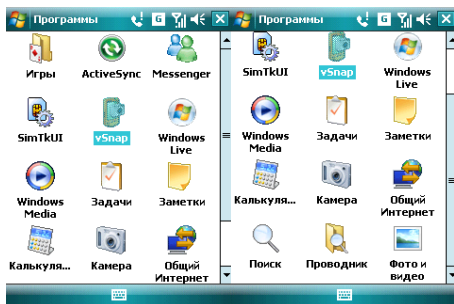 Программы
G
Игры ActiveSync Messenger
SimTkUI vSnap Windows Live
Windows Media Задачи Заметки
Калькуля... Камера Общий Интернет
Программы
G
SimTkUI vSnap Windows Live
Windows Media Задачи Заметки
Калькуля... Камера Общий Интернет
Поиск Проводник Фото и видео